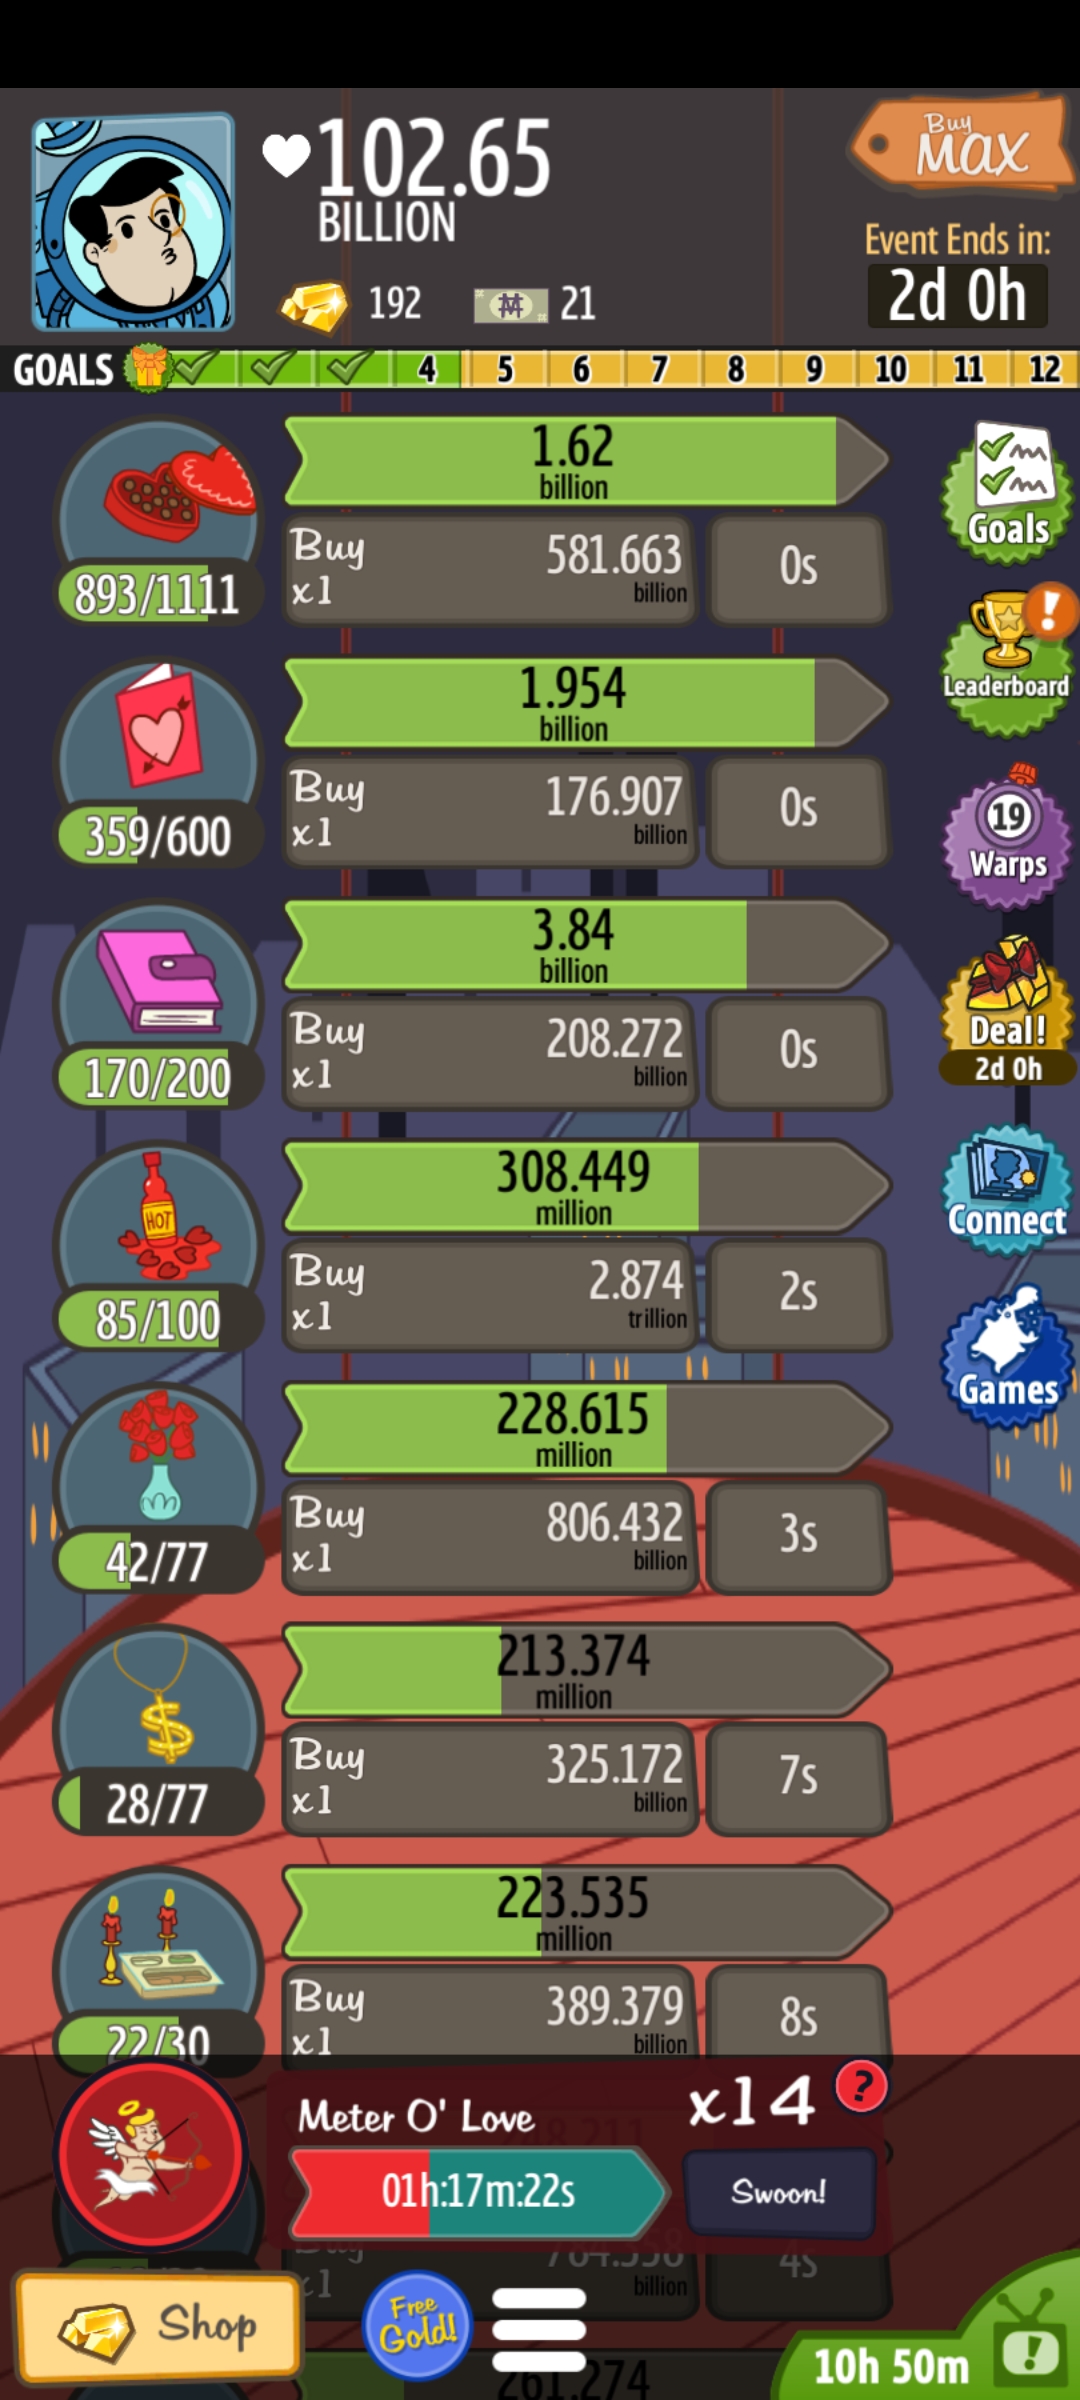 102.65
BILLION
192
21
Buy
MAX
Event Ends in:
2d 0h
GOALS
4
5
6
7
8
9
10
11
12
1.62
billion
893/1111
Buy
x1
581.663
billion
0s
Goals
1.954
billion
359/600
Buy
x1
176.907
billion
0s
!
Leaderboard
3.84
billion
170/200
Buy
x1
208.272
billion
0s
19
Warps
308.449
million
HOT
85/100
Buy
x1
2.874
trillion
2s
Deal!
2d 0h
228.615
million
42/77
Buy
x1
806.432
billion
3s
Connect
213.374
million
$
28/77
Buy
x1
325.172
billion
7s
Games
223.535
million
22/30
Buy
x1
389.379
billion
8s
Meter O' Love
x14
?
01h:17m:22s
Swoon!
Buy
x1
784.558
billion
4s
Shop
Free
Gold!
261.274
10h 50m
!